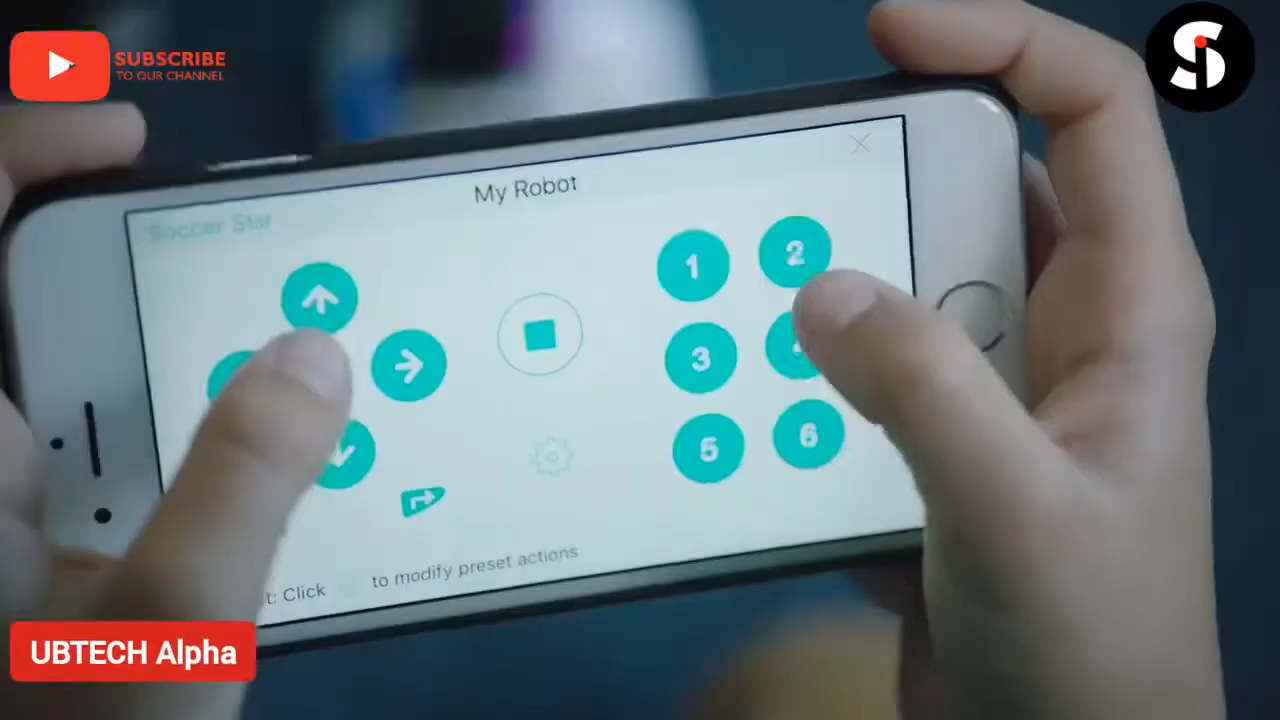 SUBSCRIBE
TO OUR CHANNEL
My Robot
Soccer Star
1
2
3
5
6
t: Click to modify preset actions
UBTECH Alpha